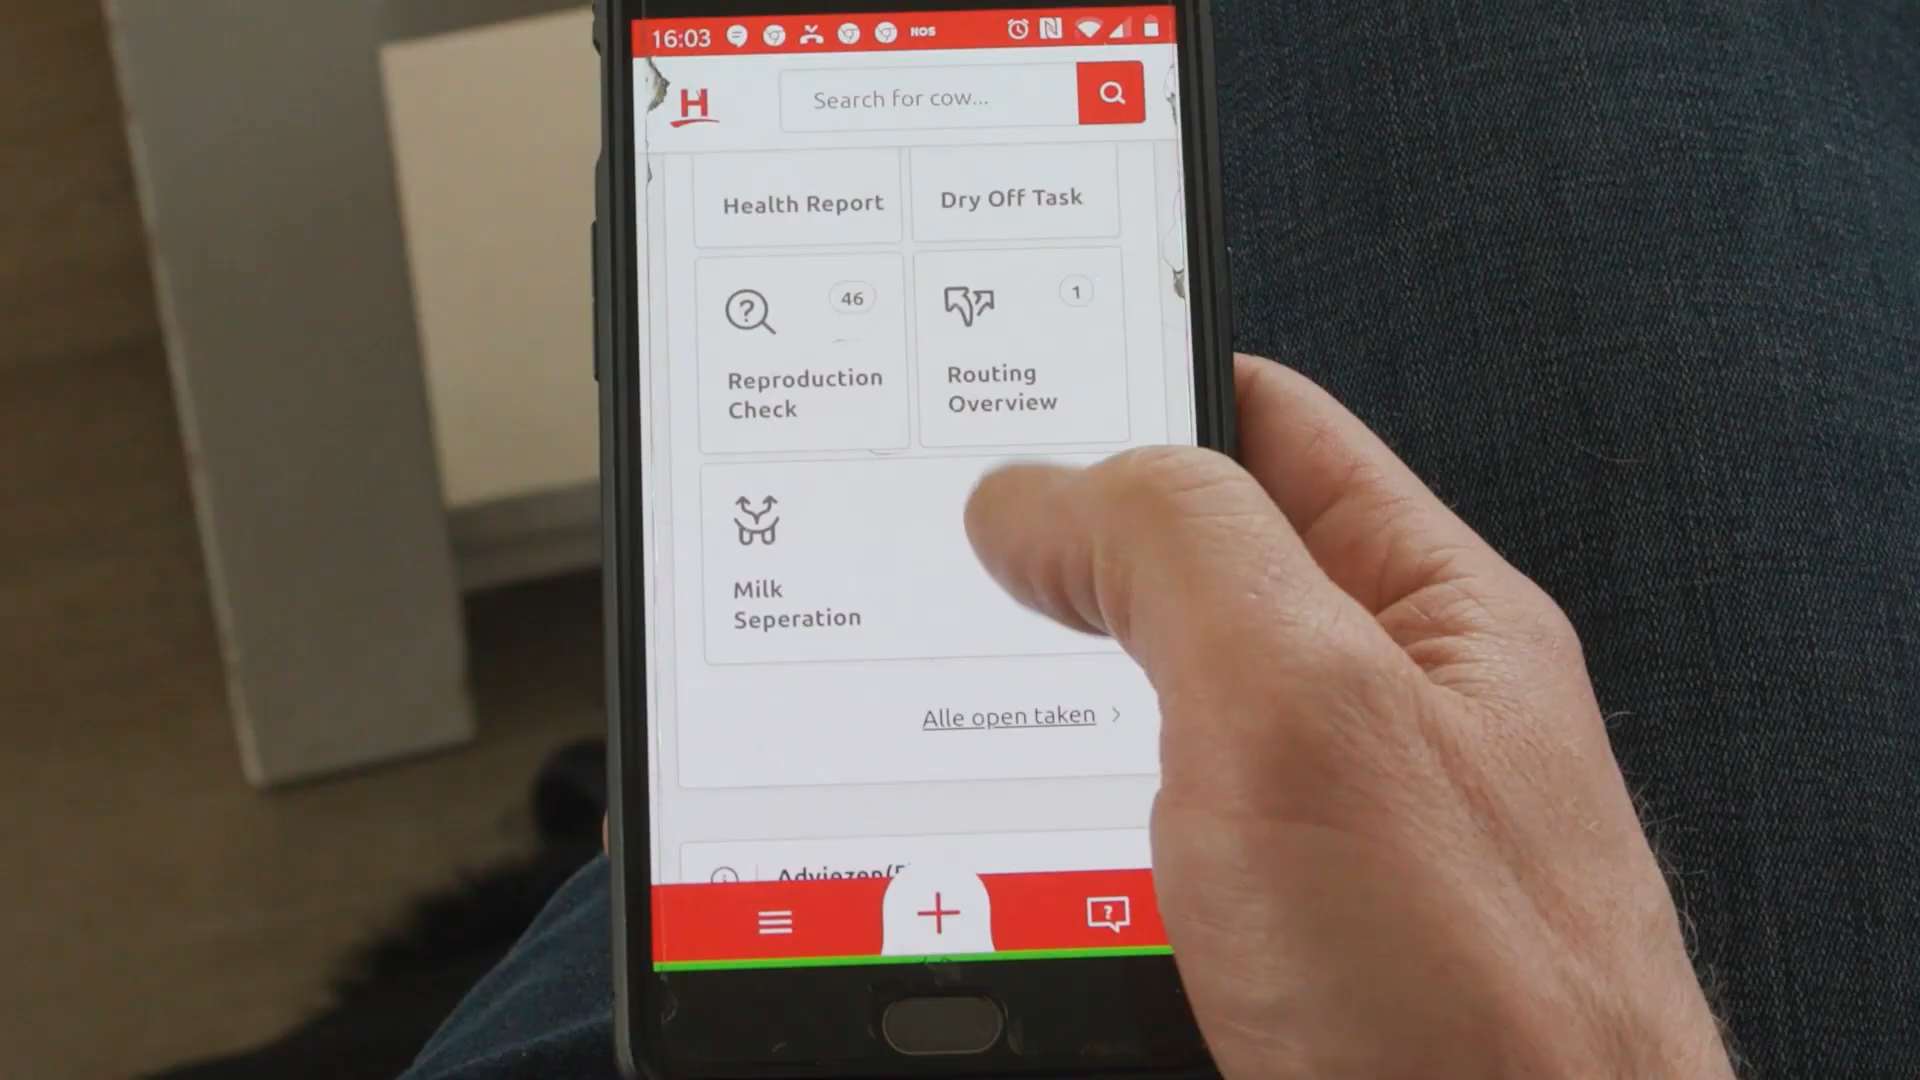 16:03 NOS
H Search for cow...
Health Report Dry Off Task
46 1
Reproduction
Check
Routing
Overview
Milk
Seperation
Alle open taken